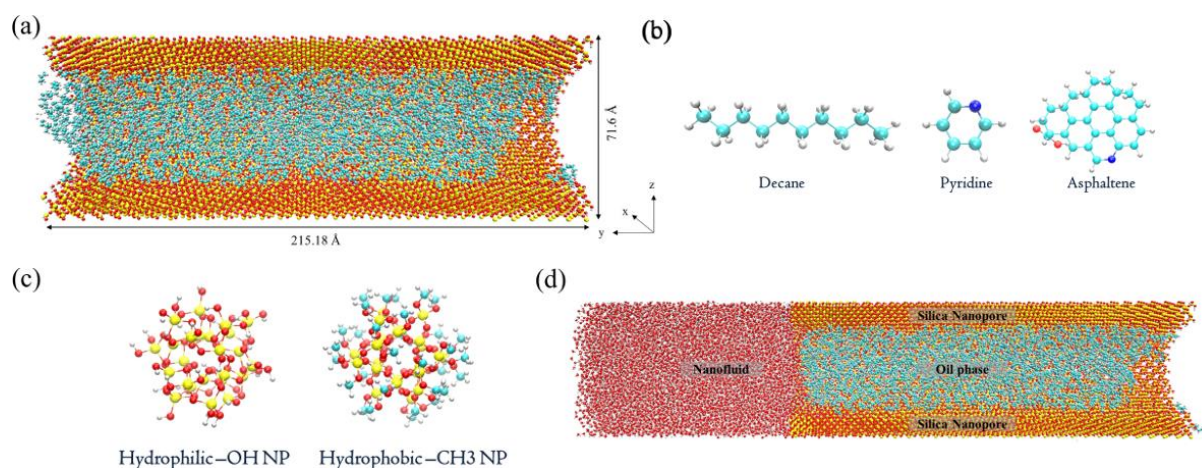 (a)
71.6 Å
215.18 Å
z
x
y
(b)
Decane
Pyridine
Asphaltene
(c)
Hydrophilic–OH NP
Hydrophobic–CH3 NP
(d)
Silica Nanopore
Nanofluid
Oil phase
Silica Nanopore